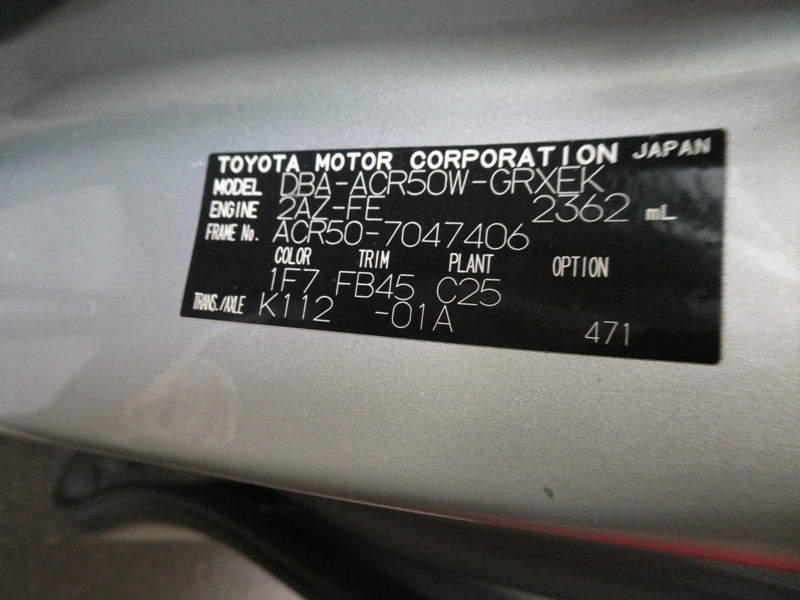 TOYOTA MOTOR CORPORATION JAPAN
MODEL DBA-ACR50W-GRXEK
ENGINE 2AZ-FE 2362 mL
FRAME No. ACR50-7047406
COLOR TRIM PLANT OPTION
1F7 FB45 C25
TRANS./AXLE K112 -01A
471